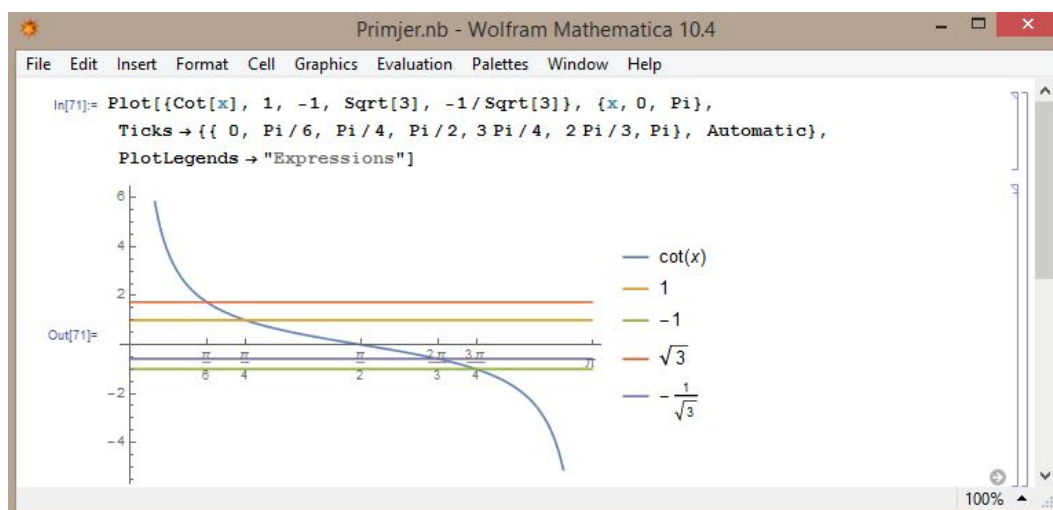 Primjer.nb - Wolfram Mathematica 10.4
File Edit Insert Format Cell Graphics Evaluation Palettes Window Help
In[71]:= Plot[{Cot[x], 1, -1, Sqrt[3], -1/Sqrt[3]}, {x, 0, Pi},
Ticks → {{ 0, Pi/6, Pi/4, Pi/2, 3 Pi/4, 2 Pi/3, Pi}, Automatic},
PlotLegends → "Expressions"]
Out[71]=
6
4
2
-2
-4
π/6 π/4 π/2 2π/3 3π/4 π
cot(x)
1
-1
√3
-1/√3
100%